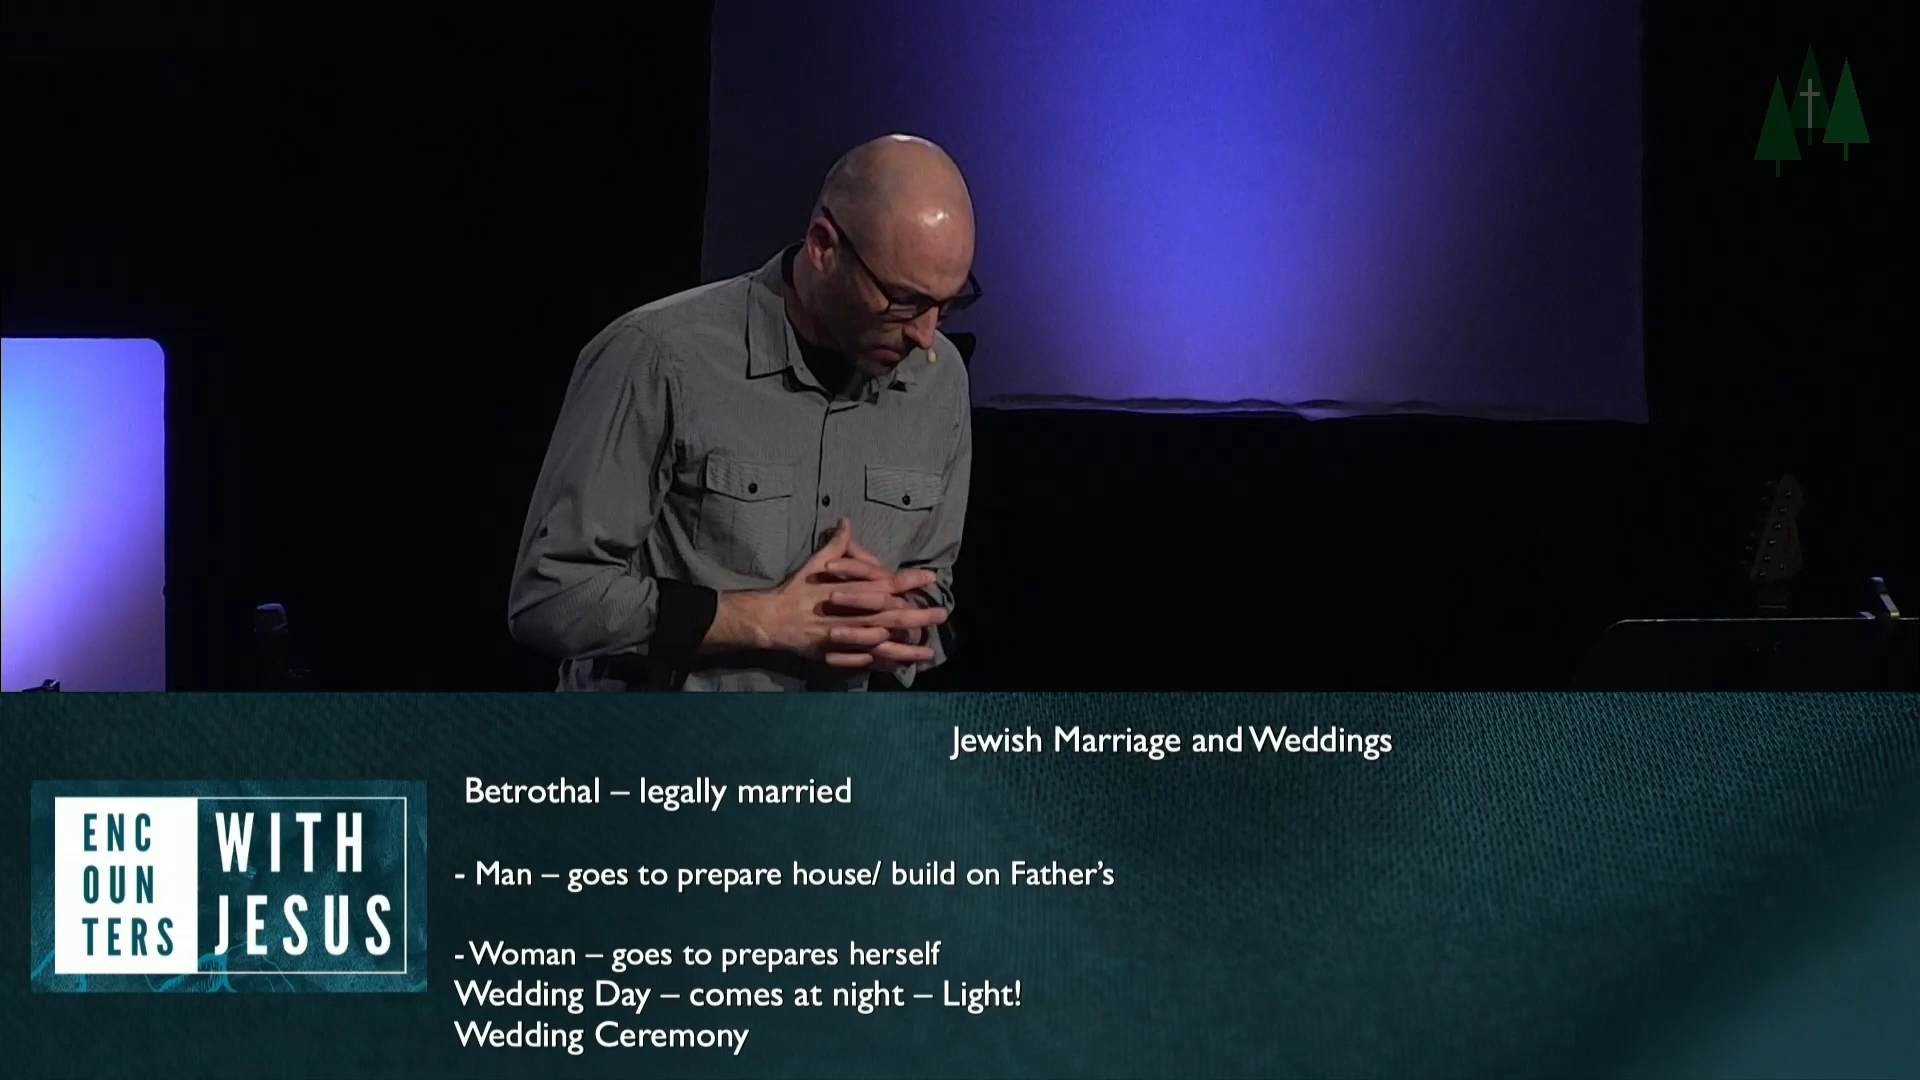 Jewish Marriage and Weddings
Betrothal – legally married
- Man – goes to prepare house/ build on Father’s
- Woman – goes to prepares herself
Wedding Day – comes at night – Light!
Wedding Ceremony
ENC
OUN
TERS
WITH
JESUS